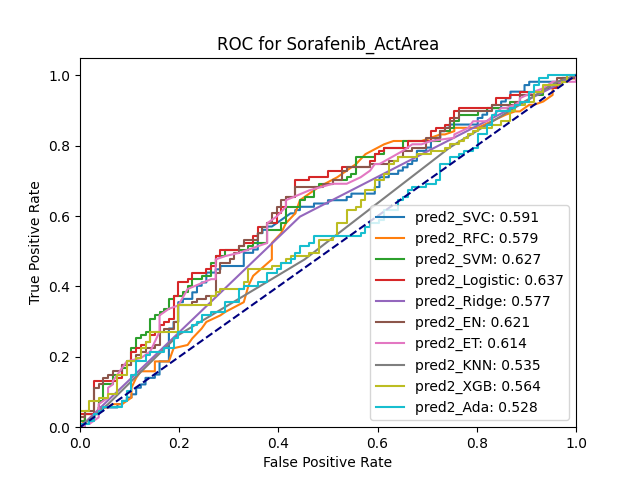 ROC for Sorafenib_ActArea
True Positive Rate
1.0
0.8
0.6
0.4
0.2
0.0
pred2_SVC: 0.591
pred2_RFC: 0.579
pred2_SVM: 0.627
pred2_Logistic: 0.637
pred2_Ridge: 0.577
pred2_EN: 0.621
pred2_ET: 0.614
pred2_KNN: 0.535
pred2_XGB: 0.564
pred2_Ada: 0.528
0.0 0.2 0.4 0.6 0.8 1.0
False Positive Rate